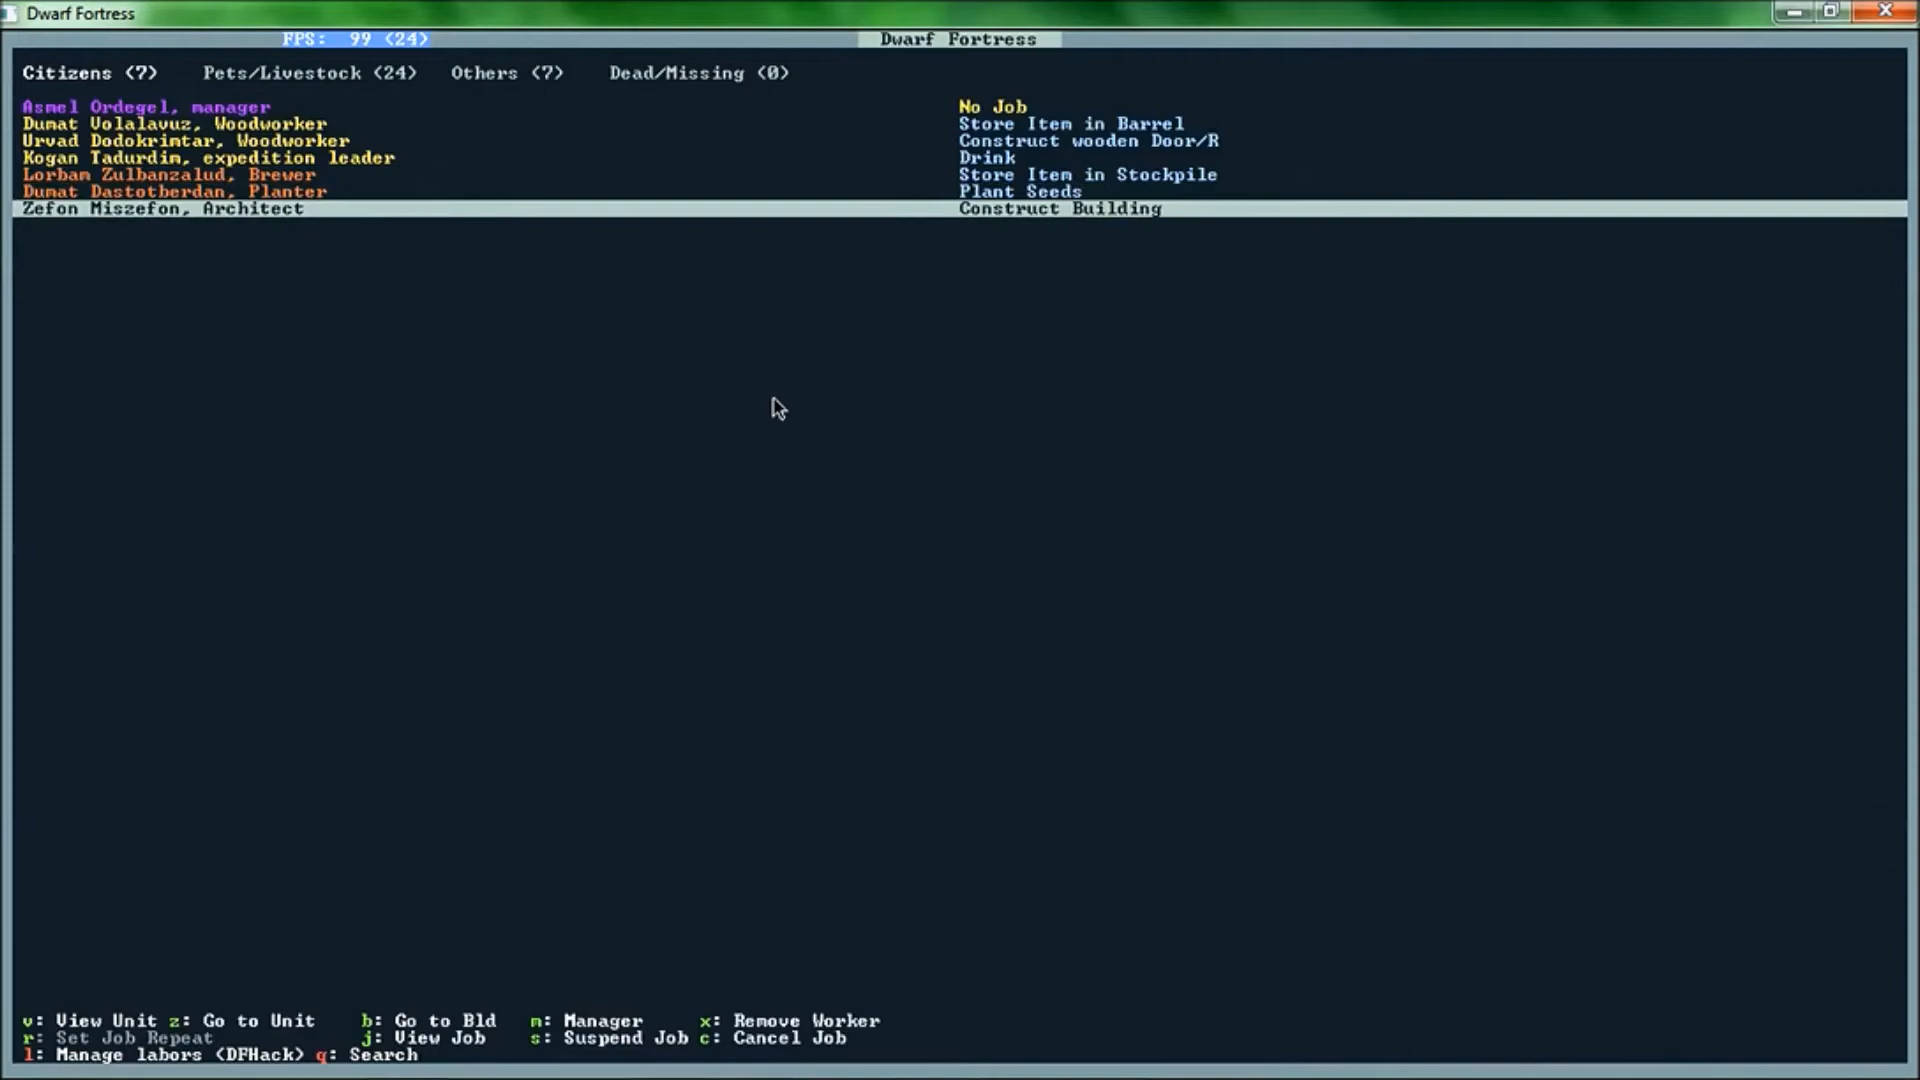 Dwarf Fortress
FPS: 99 (24) Dwarf Fortress
Citizens (7) Pets/Livestock (24) Others (7) Dead/Missing (0)
Asmel Ordegel, manager No Job
Dumat Volalavuz, Woodworker Store Item in Barrel
Urvad Dodokrimtar, Woodworker Construct wooden Door/R
Kogan Tadurdim, expedition leader Drink
Lorbam Zulbanzalud, Brewer Store Item in Stockpile
Dumat Dastotberdan, Planter Plant Seeds
Zefon Miszefon, Architect Construct Building
v: View Unit z: Go to Unit b: Go to Bld m: Manager x: Remove Worker
r: Set Job Repeat j: View Job s: Suspend Job c: Cancel Job
l: Manage labors (DFHack) q: Search